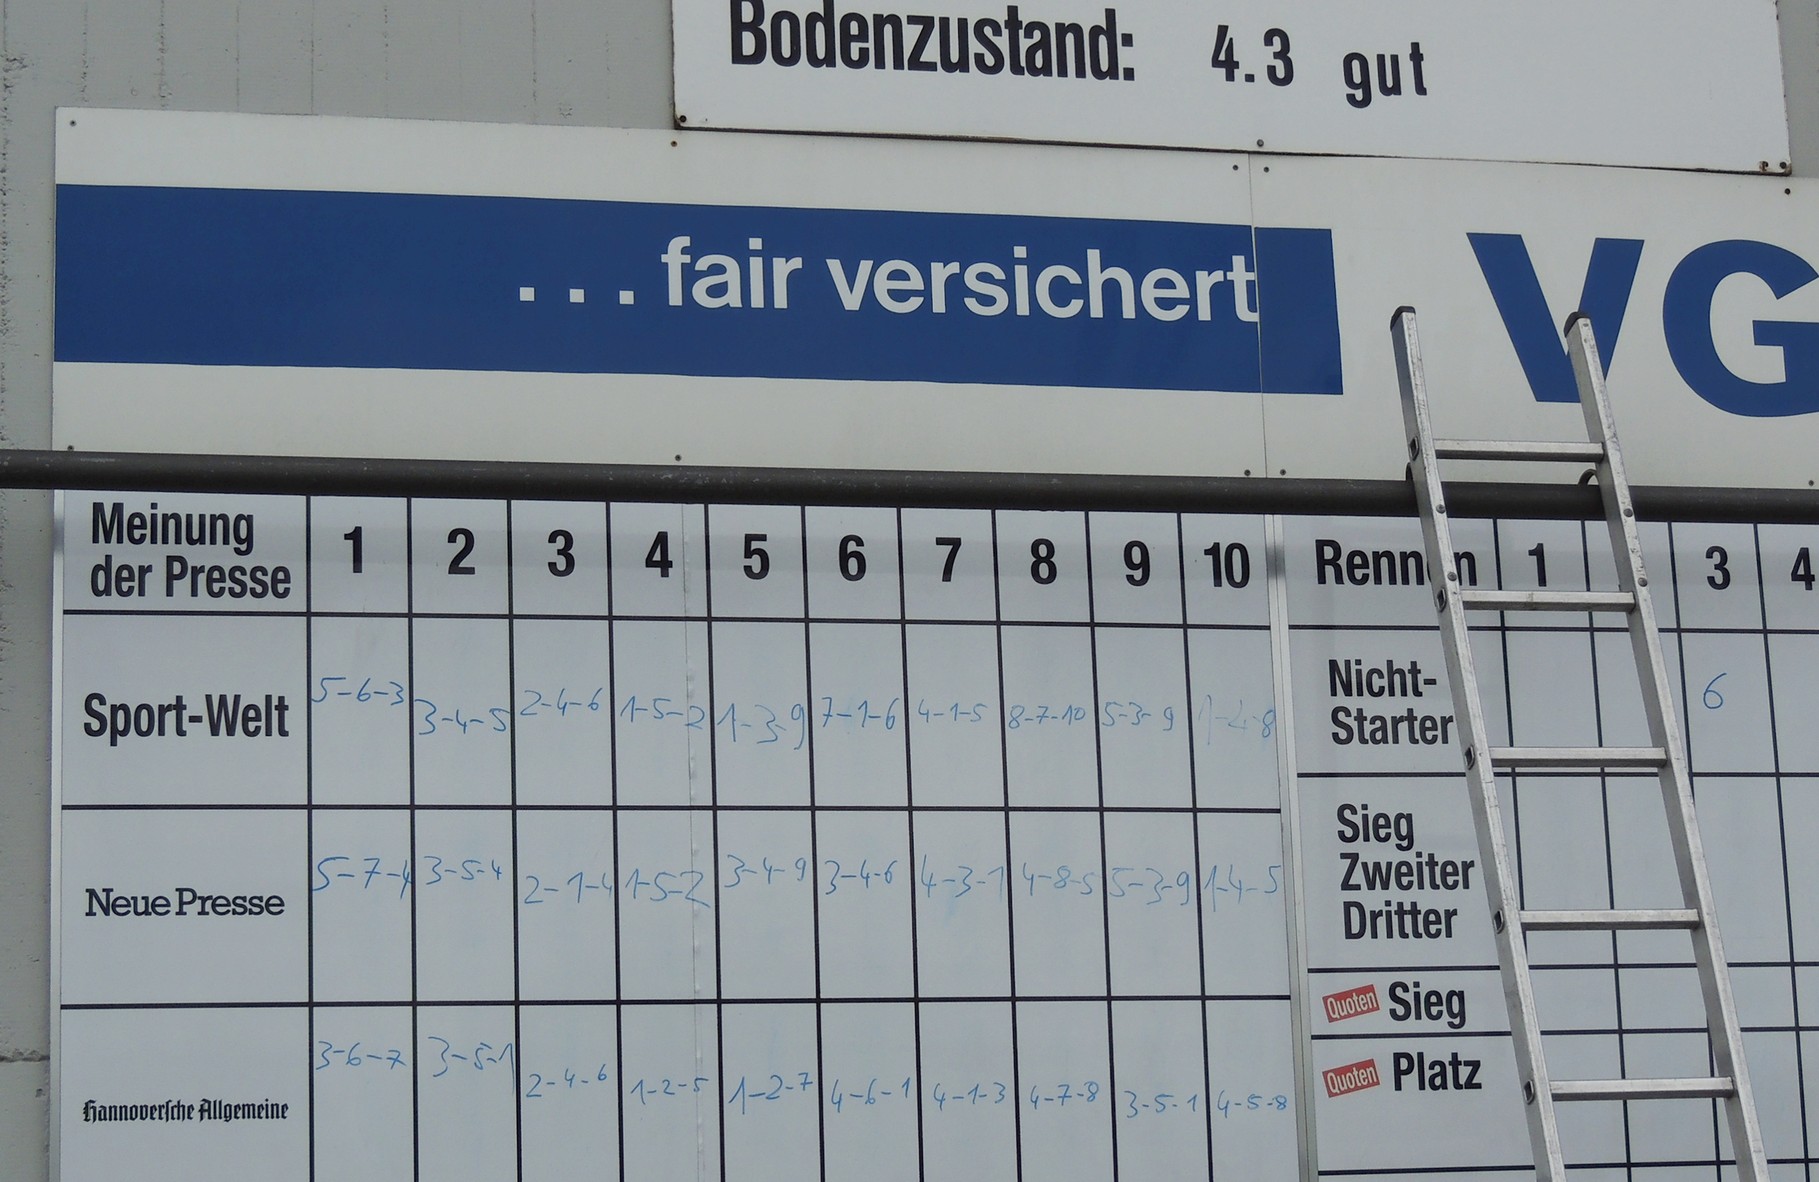 Bodenzustand: 4.3 gut
...fair versichert VG
Meinung
der Presse 1 2 3 4 5 6 7 8 9 10
Sport-Welt 5-6-3 3-4-5 2-4-6 1-5-2 1-3-9 7-1-6 4-1-5 8-7-10 5-3-9
Neue Presse 5-7-4 3-5-4 2-1-4 1-5-2 3-4-9 3-4-6 4-3-1 4-8-5 5-3-9 1-4-5
Hannoversche Allgemeine 3-6-7 3-5-1 2-4-6 1-2-5 1-2-7 4-6-1 4-1-3 4-7-8 3-5-1 4-5-8
Rennen 1 3 4
Nicht-
Starter 6
Sieg
Zweiter
Dritter
Quoten Sieg
Quoten Platz